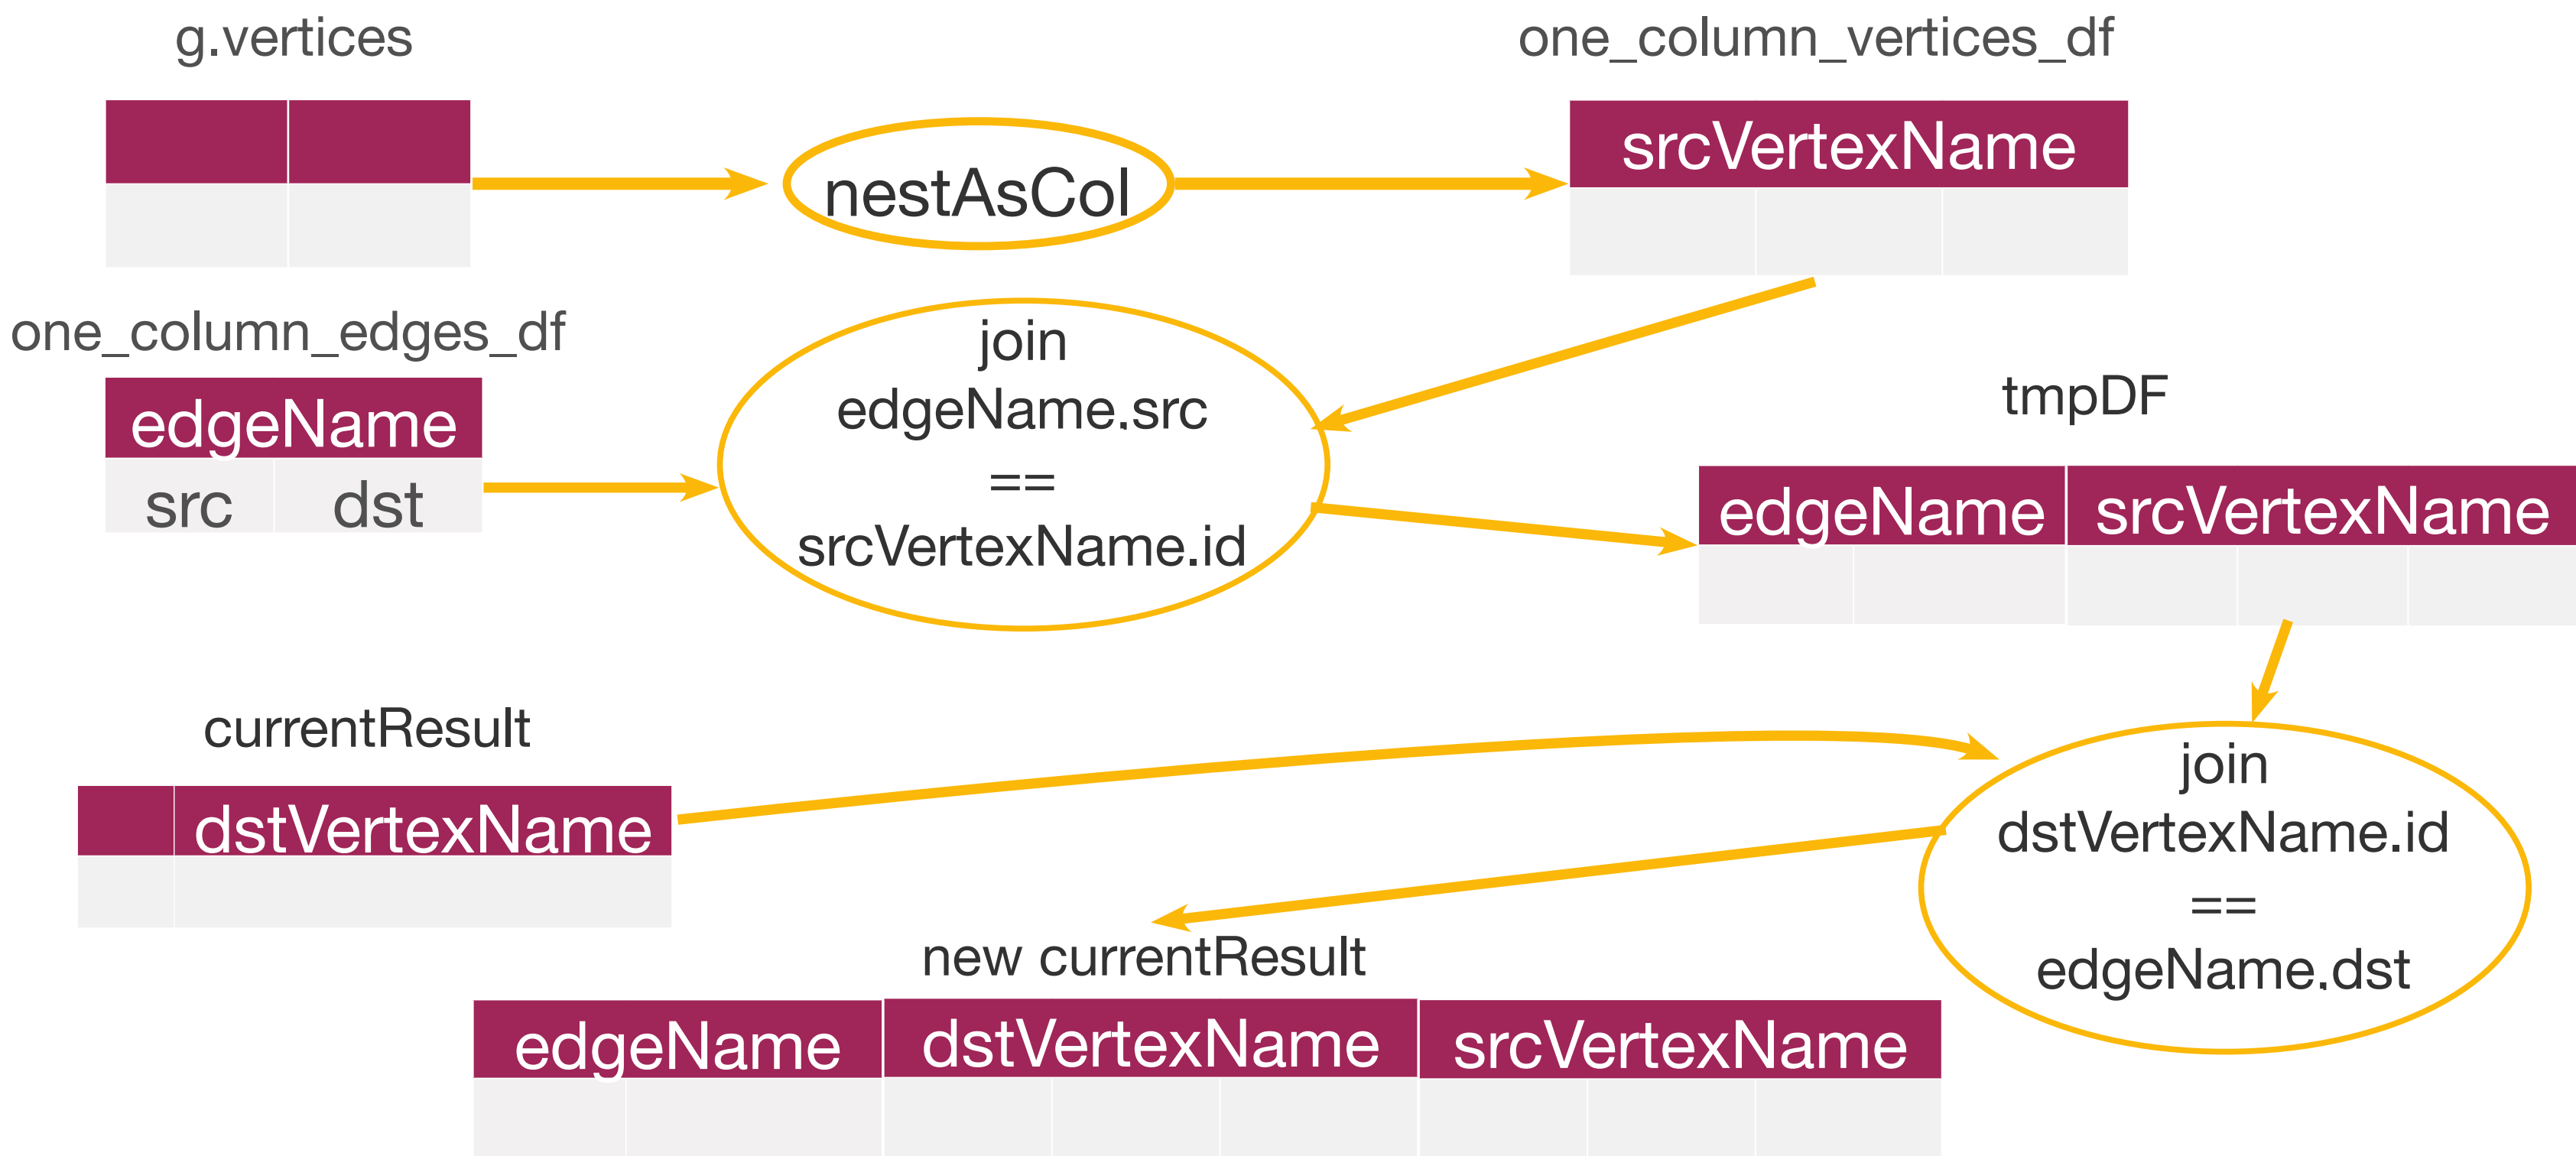 g.vertices
one_column_vertices_df
nestAsCol
srcVertexName
one_column_edges_df
edgeName
src dst
join
edgeName.src
==
srcVertexName.id
tmpDF
edgeName srcVertexName
currentResult
dstVertexName
join
dstVertexName.id
==
edgeName.dst
new currentResult
edgeName dstVertexName srcVertexName